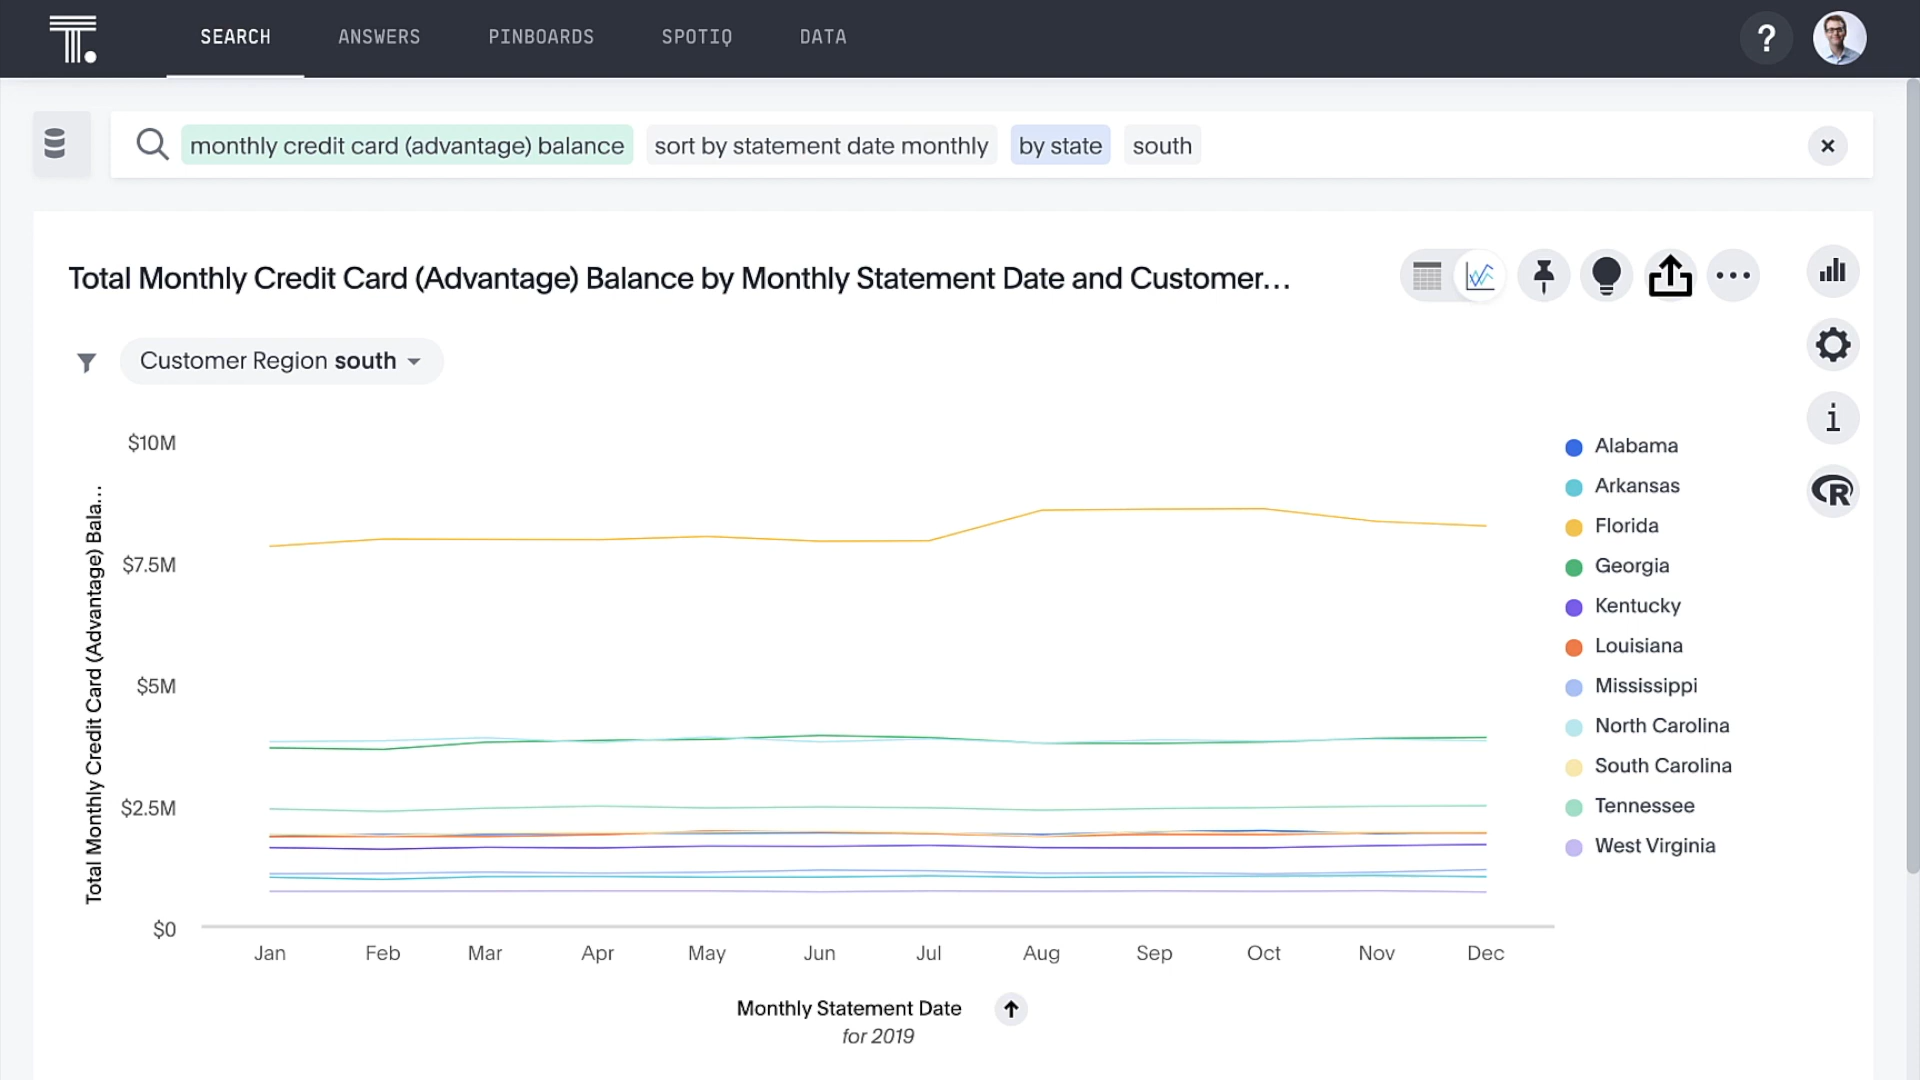 T.
SEARCH ANSWERS PINBOARDS SPOTIQ DATA ?
monthly credit card (advantage) balance sort by statement date monthly by state south
Total Monthly Credit Card (Advantage) Balance by Monthly Statement Date and Customer...
Customer Region south
i
R
Total Monthly Credit Card (Advantage) Bala...
$10M
$7.5M
$5M
$2.5M
$0
Jan Feb Mar Apr May Jun Jul Aug Sep Oct Nov Dec
Monthly Statement Date
for 2019
Alabama
Arkansas
Florida
Georgia
Kentucky
Louisiana
Mississippi
North Carolina
South Carolina
Tennessee
West Virginia